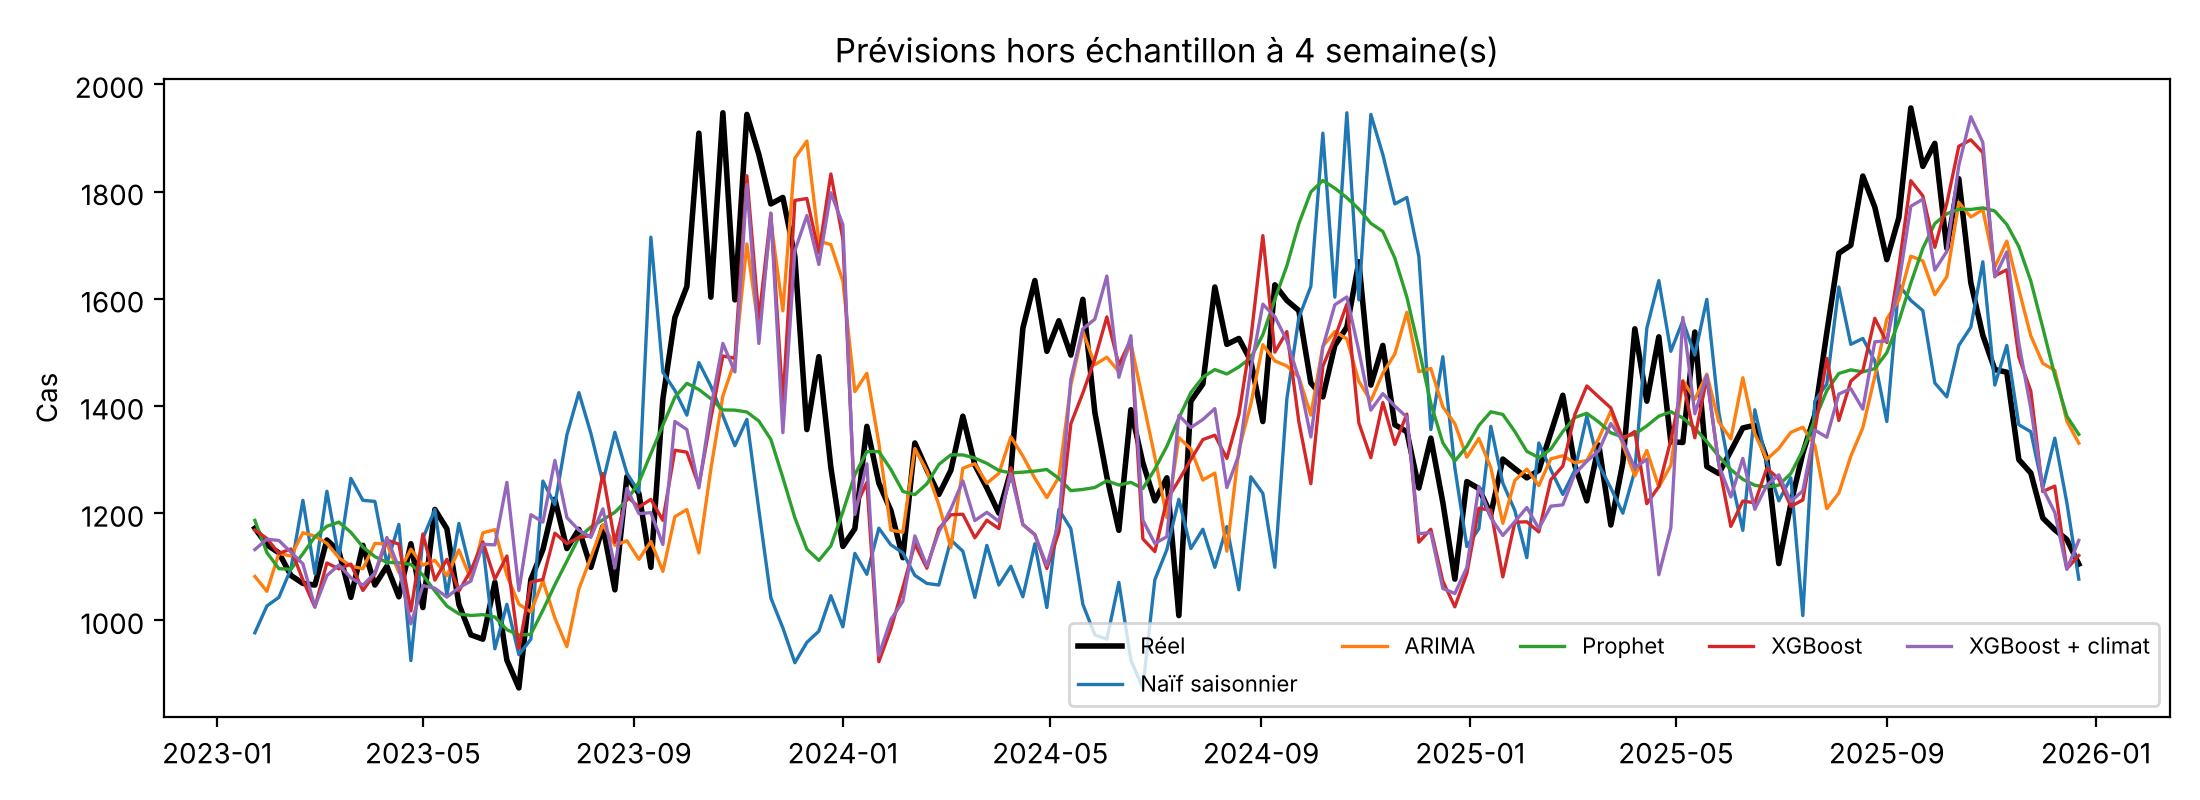 Prévisions hors échantillon à 4 semaine(s)
2000
1800
1600
1400
1200
1000
Cas
Réel
ARIMA
Prophet
XGBoost
XGBoost + climat
Naïf saisonnier
2023-01
2023-05
2023-09
2024-01
2024-05
2024-09
2025-01
2025-05
2025-09
2026-01